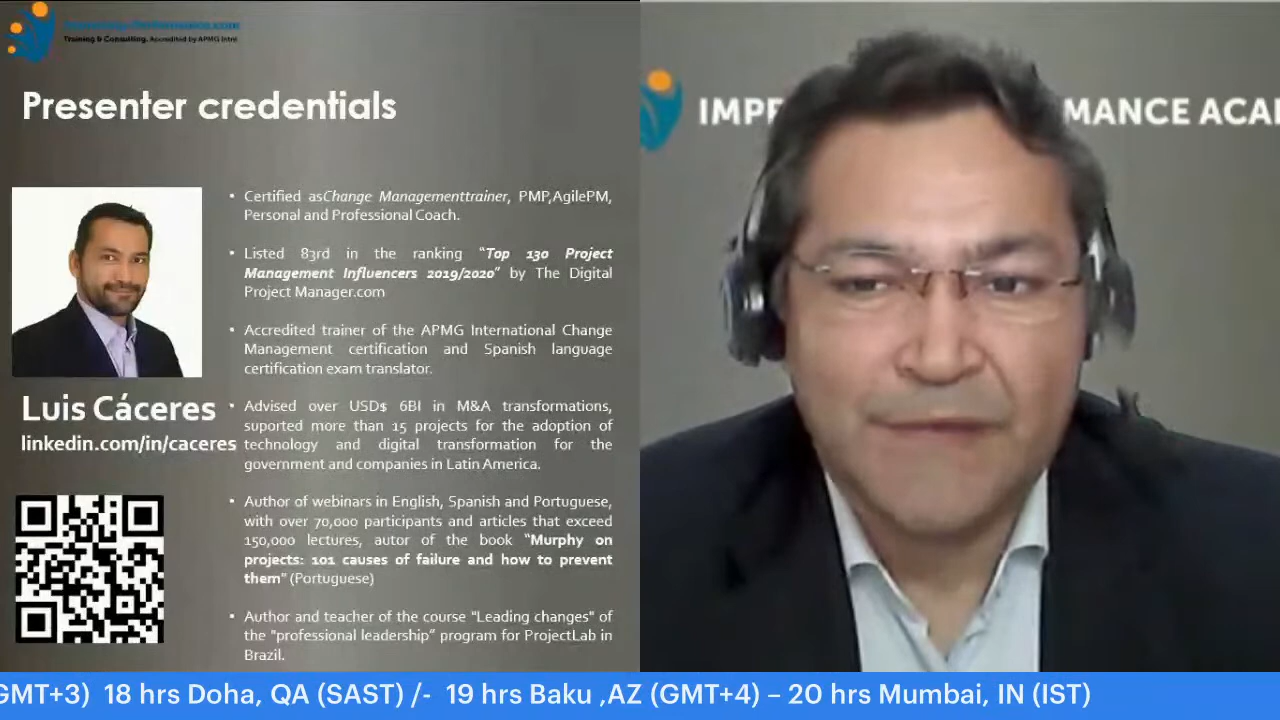 Training & Consulting. Accredited by APMG Intnl
Presenter credentials
• Certified asChange Managementtrainer, PMP,AgilePM,
Personal and Professional Coach.
• Listed 83rd in the ranking “Top 130 Project
Management Influencers 2019/2020” by The Digital
Project Manager.com
• Accredited trainer of the APMG International Change
Management certification and Spanish language
certification exam translator.
Luis Cáceres
linkedin.com/in/caceres
• Advised over USD$ 6BI in M&A transformations,
suported more than 15 projects for the adoption of
technology and digital transformation for the
government and companies in Latin America.
• Author of webinars in English, Spanish and Portuguese,
with over 70,000 participants and articles that exceed
150,000 lectures, autor of the book “Murphy on
projects: 101 causes of failure and how to prevent
them” (Portuguese)
• Author and teacher of the course "Leading changes" of
the "professional leadership” program for ProjectLab in
Brazil.
IMPE MANCE ACA
GMT+3) 18 hrs Doha, QA (SAST) /- 19 hrs Baku ,AZ (GMT+4) – 20 hrs Mumbai, IN (IST)